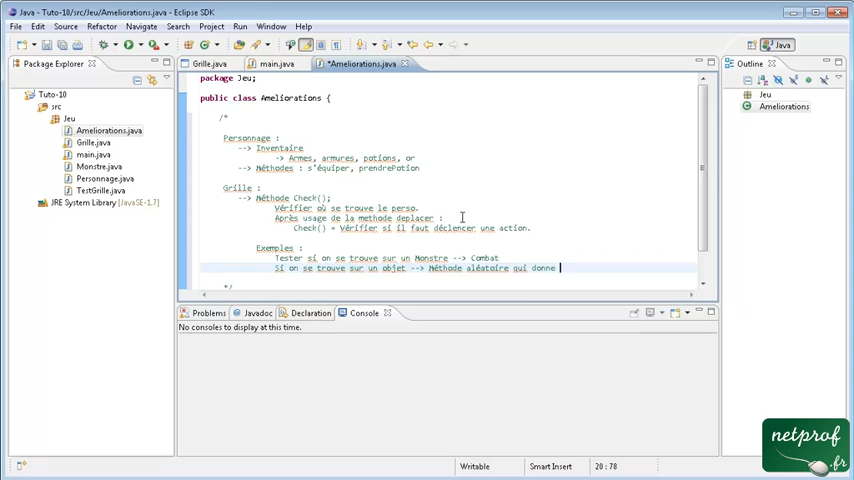 Java - Tuto-10/src/Jeu/Ameliorations.java - Eclipse SDK
File Edit Source Refactor Navigate Search Project Run Window Help
Java
Package Explorer
Grille.java main.java *Ameliorations.java
Outline
Tuto-10
src
Jeu
Ameliorations.java
Grille.java
main.java
Monstre.java
Personnage.java
TestGrille.java
JRE System Library [JavaSE-1.7]
package Jeu;
public class Ameliorations {
/*
Personnage :
--> Inventaire
-> Armes, armures, potions, or
--> Méthodes : s'équiper, prendrePotion
Grille :
--> Méthode Check();
Vérifier où se trouve le perso.
Après usage de la methode deplacer :
Check() = Vérifier si il faut déclencer une action.
Exemples :
Tester si on se trouve sur un Monstre --> Combat
Si on se trouve sur un objet --> Méthode aléatoire qui donne
*/
Jeu
Ameliorations
Problems Javadoc Declaration Console
No consoles to display at this time.
Writable Smart Insert 20 : 78
netprof
.fr